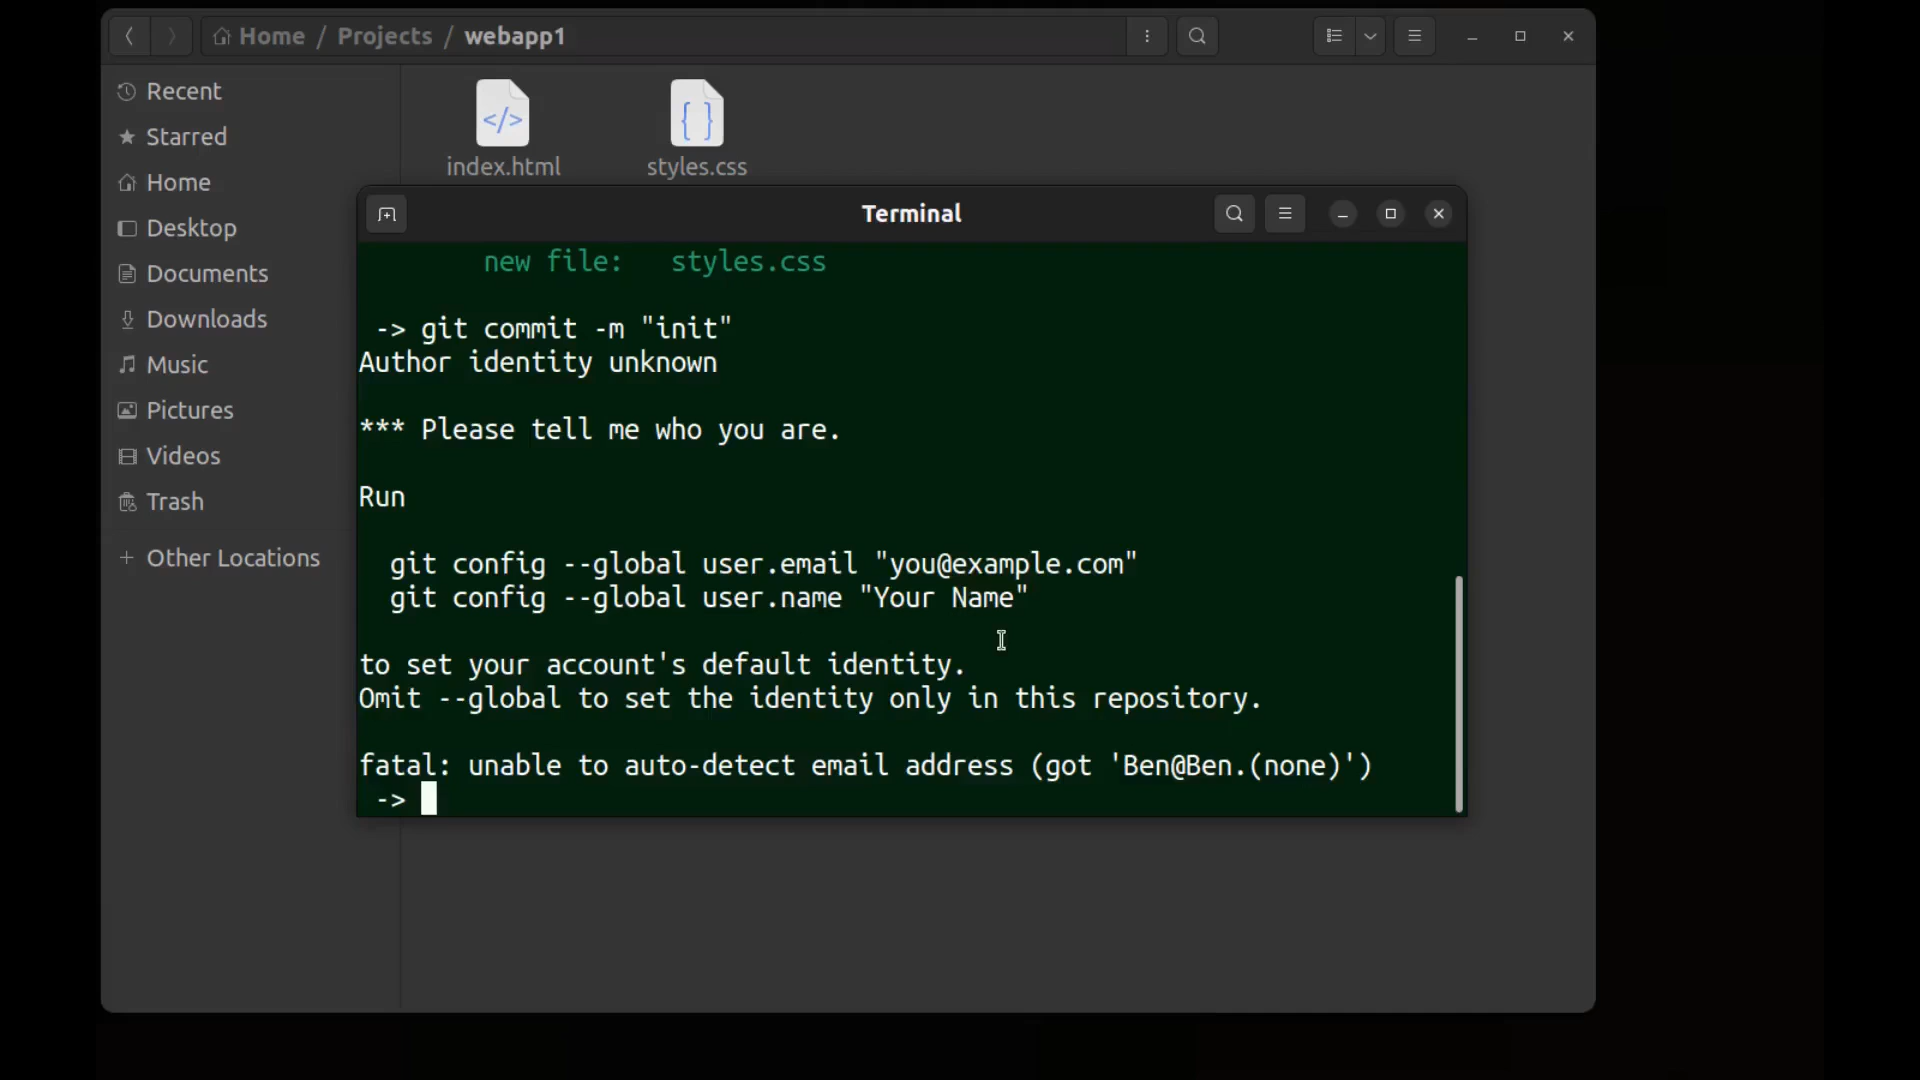 Home / Projects / webapp1
Recent
Starred
Home
Desktop
Documents
Downloads
Music
Pictures
Videos
Trash
+ Other Locations
index.html
styles.css
Terminal
new file:   styles.css
-> git commit -m "init"
Author identity unknown
*** Please tell me who you are.
Run
git config --global user.email "you@example.com"
git config --global user.name "Your Name"
to set your account's default identity.
Omit --global to set the identity only in this repository.
fatal: unable to auto-detect email address (got 'Ben@Ben.(none)')
->